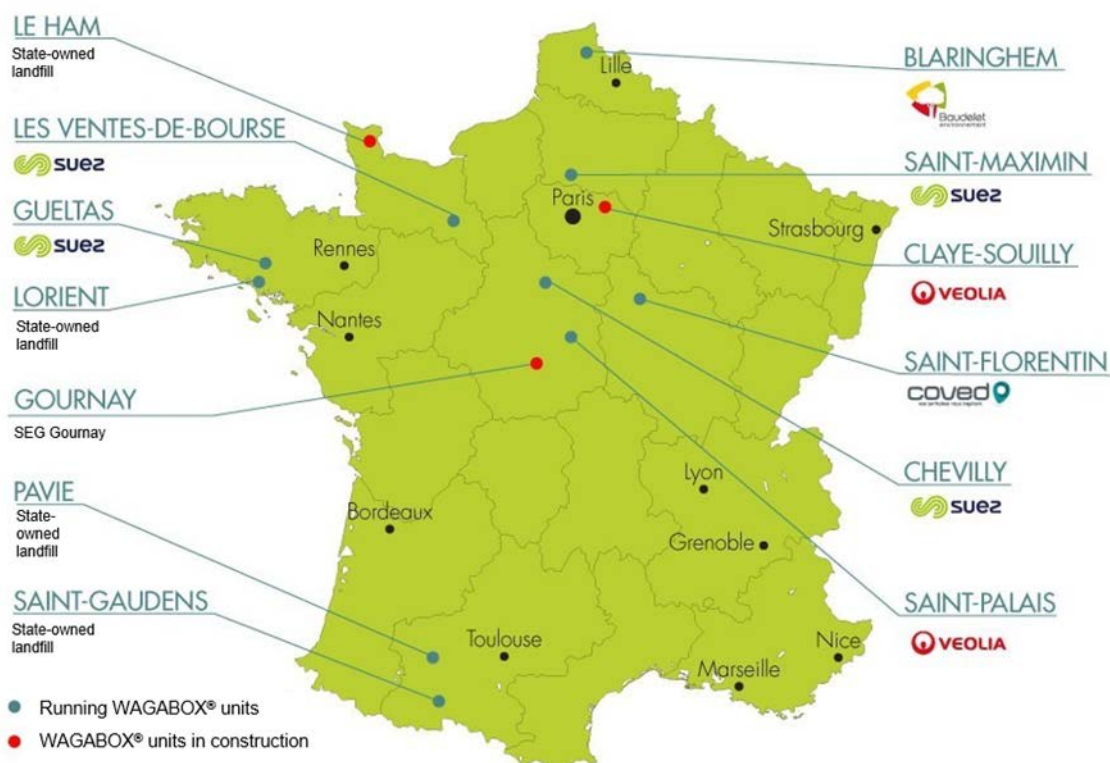 LE HAM
State-owned
landfill
LES VENTES-DE-BOURSE
suez
GUELTAS
suez
LORIENT
State-owned
landfill
GOURNAY
SEG Gournay
PAVIE
State-
owned
landfill
SAINT-GAUDENS
State-owned
landfill
Running WAGABOX® units
WAGABOX® units in construction
Lille
Paris
Strasbourg
Rennes
Nantes
Lyon
Bordeaux
Grenoble
Toulouse
Nice
Marseille
BLARINGHEM
Baudelet
environnement
SAINT-MAXIMIN
suez
CLAYE-SOUILLY
VEOLIA
SAINT-FLORENTIN
coved
CHEVILLY
suez
SAINT-PALAIS
VEOLIA